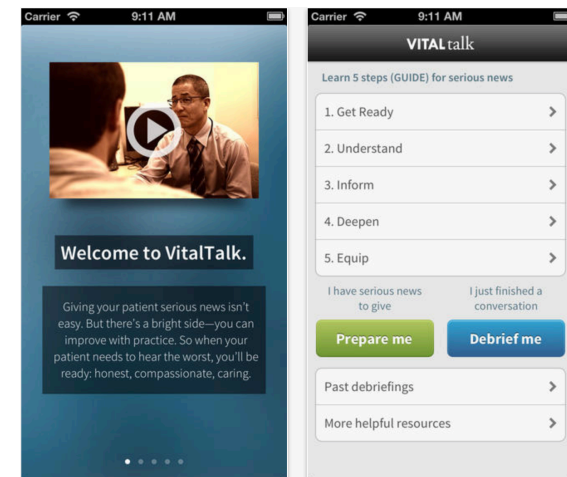 Carrier 9:11 AM
Welcome to VitalTalk.
Giving your patient serious news isn't
easy. But there's a bright side—you can
improve with practice. So when your
patient needs to hear the worst, you'll be
ready: honest, compassionate, caring.
Carrier 9:11 AM
VITALtalk
Learn 5 steps (GUIDE) for serious news
1. Get Ready
2. Understand
3. Inform
4. Deepen
5. Equip
I have serious news
to give
I just finished a
conversation
Prepare me
Debrief me
Past debriefings
More helpful resources